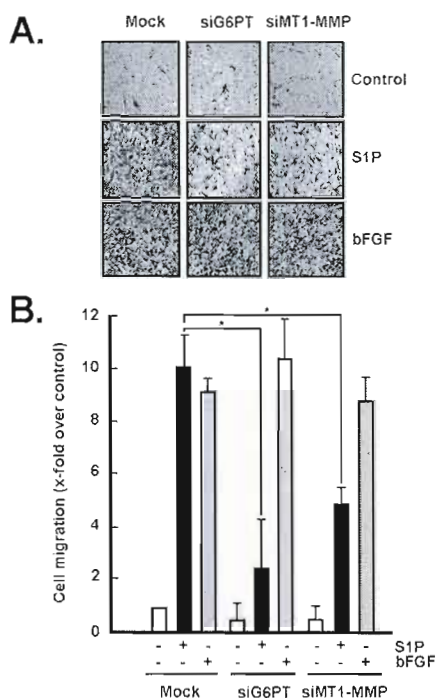 A.
Mock siG6PT siMT1-MMP
Control
S1P
bFGF
B.
Cell migration (x-fold over control)
12
10
8
6
4
2
0
*
*
- + - - + - - + - S1P
- - + - - + - - + bFGF
Mock siG6PT siMT1-MMP